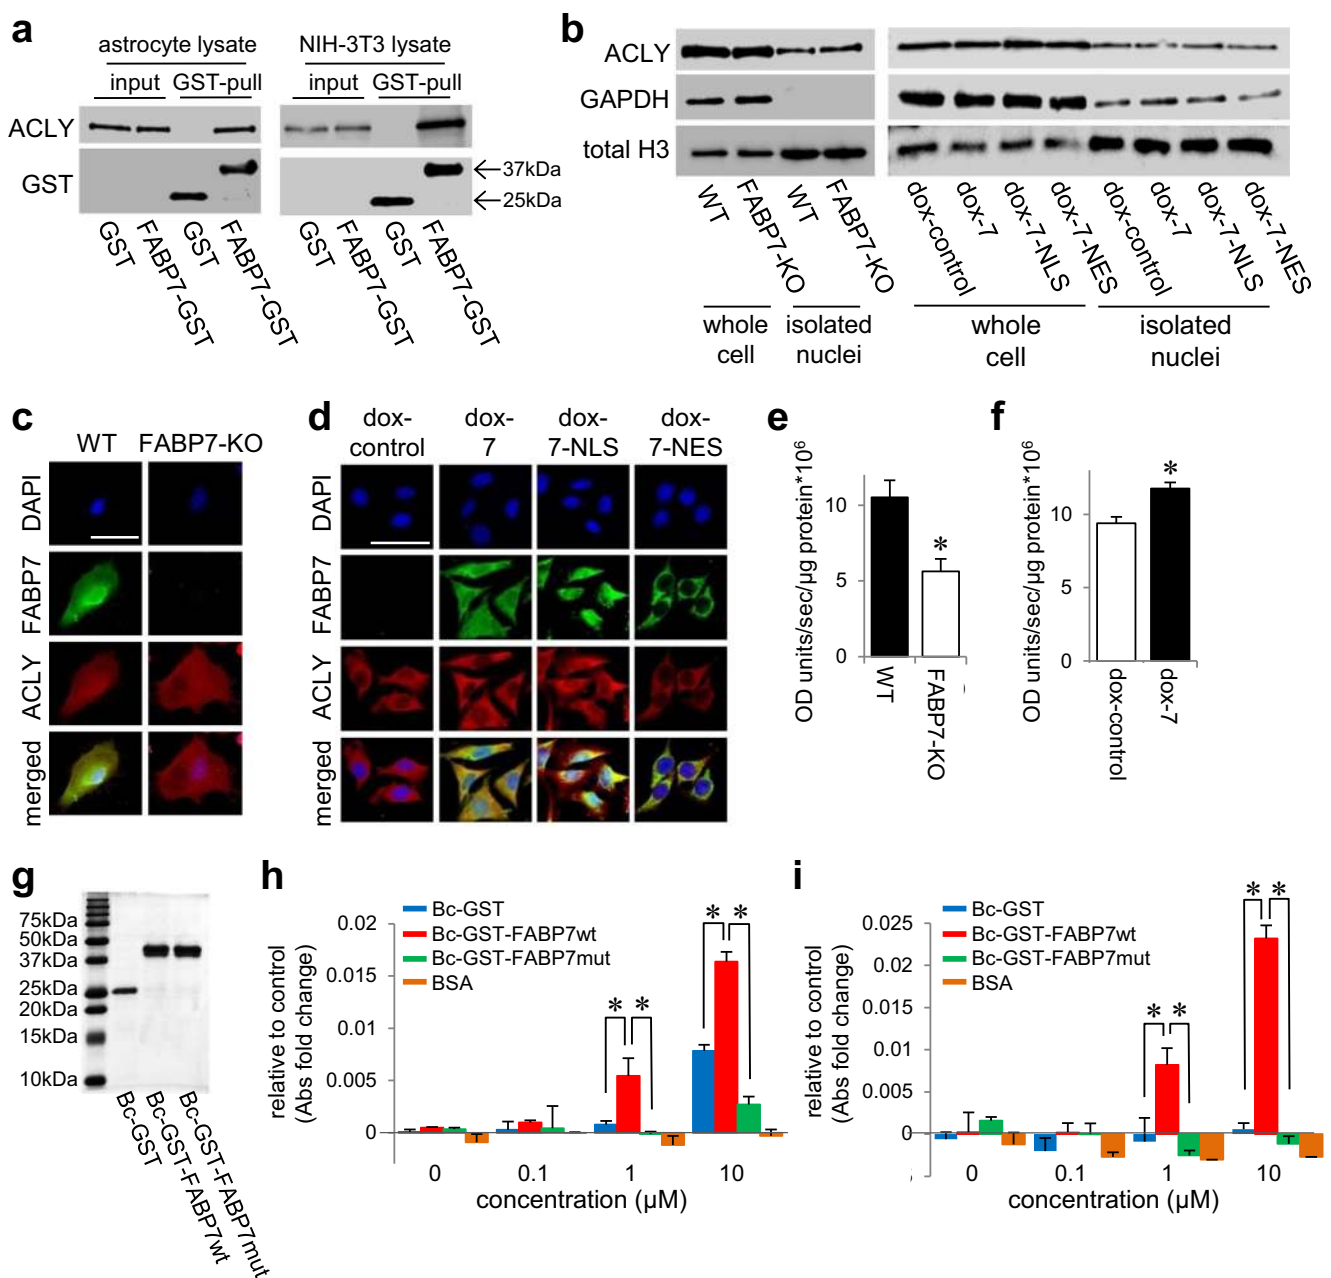 a
astrocyte lysate
NIH-3T3 lysate
input
GST-pull
input
GST-pull
ACLY
GST
←37kDa
←25kDa
GST
FABP7-GST
GST
FABP7-GST
GST
FABP7-GST
GST
FABP7-GST
b
ACLY
GAPDH
total H3
WT
FABP7-KO
WT
FABP7-KO
dox-control
dox-7
dox-7-NLS
dox-7-NES
dox-control
dox-7
dox-7-NLS
dox-7-NES
whole
cell
isolated
nuclei
whole
cell
isolated
nuclei
c
WT
FABP7-KO
DAPI
FABP7
ACLY
merged
d
dox-
control
dox-
7
dox-
7-NLS
dox-
7-NES
DAPI
FABP7
ACLY
merged
e
OD units/sec/µg protein*10⁶
10
5
0
*
WT
FABP7-KO
f
OD units/sec/µg protein*10⁶
10
5
0
*
dox-control
dox-7
g
75kDa
50kDa
37kDa
25kDa
20kDa
15kDa
10kDa
Bc-GST
Bc-GST-FABP7wt
Bc-GST-FABP7mut
h
relative to control
(Abs fold change)
0.02
0.015
0.01
0.005
0
Bc-GST
Bc-GST-FABP7wt
Bc-GST-FABP7mut
BSA
* *
* *
0
0.1
1
10
concentration (µM)
i
relative to control
(Abs fold change)
0.025
0.02
0.015
0.01
0.005
0
Bc-GST
Bc-GST-FABP7wt
Bc-GST-FABP7mut
BSA
* *
* *
0
0.1
1
10
concentration (µM)